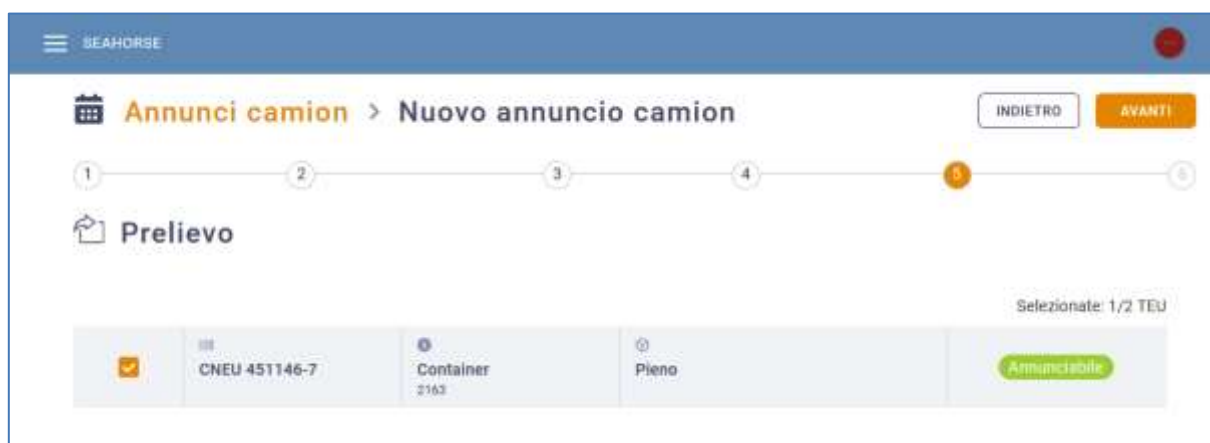 SEAHORSE
Annunci camion > Nuovo annuncio camion
INDIETRO
AVANTI
1 2 3 4 5 6
Prelievo
Selezionate: 1/2 TEU
CNEU 451146-7 Container Pieno Annunciabile
2163